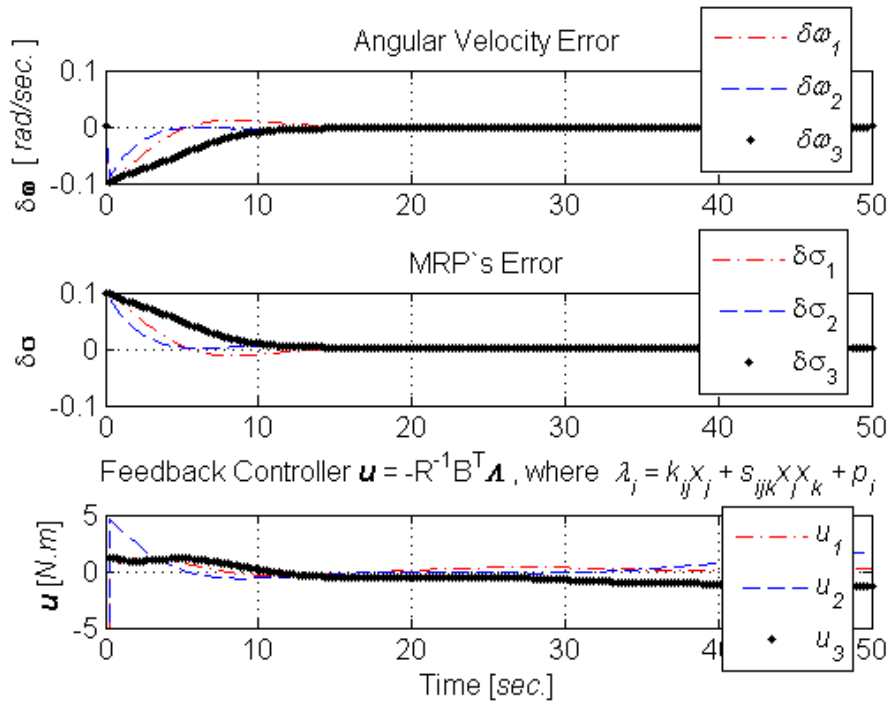 Angular Velocity Error
δω [rad/sec.]
0.1
0
-0.1
0 10 20 30 40 50
δω1
δω2
δω3
MRP`s Error
δσ
0.1
0
-0.1
0 10 20 30 40 50
δσ1
δσ2
δσ3
Feedback Controller u = -R⁻¹BᵀΛ , where λi = kijxj + sijkxjxk + pi
u [N.m]
5
0
-5
0 10 20 30 40 50
u1
u2
u3
Time [sec.]